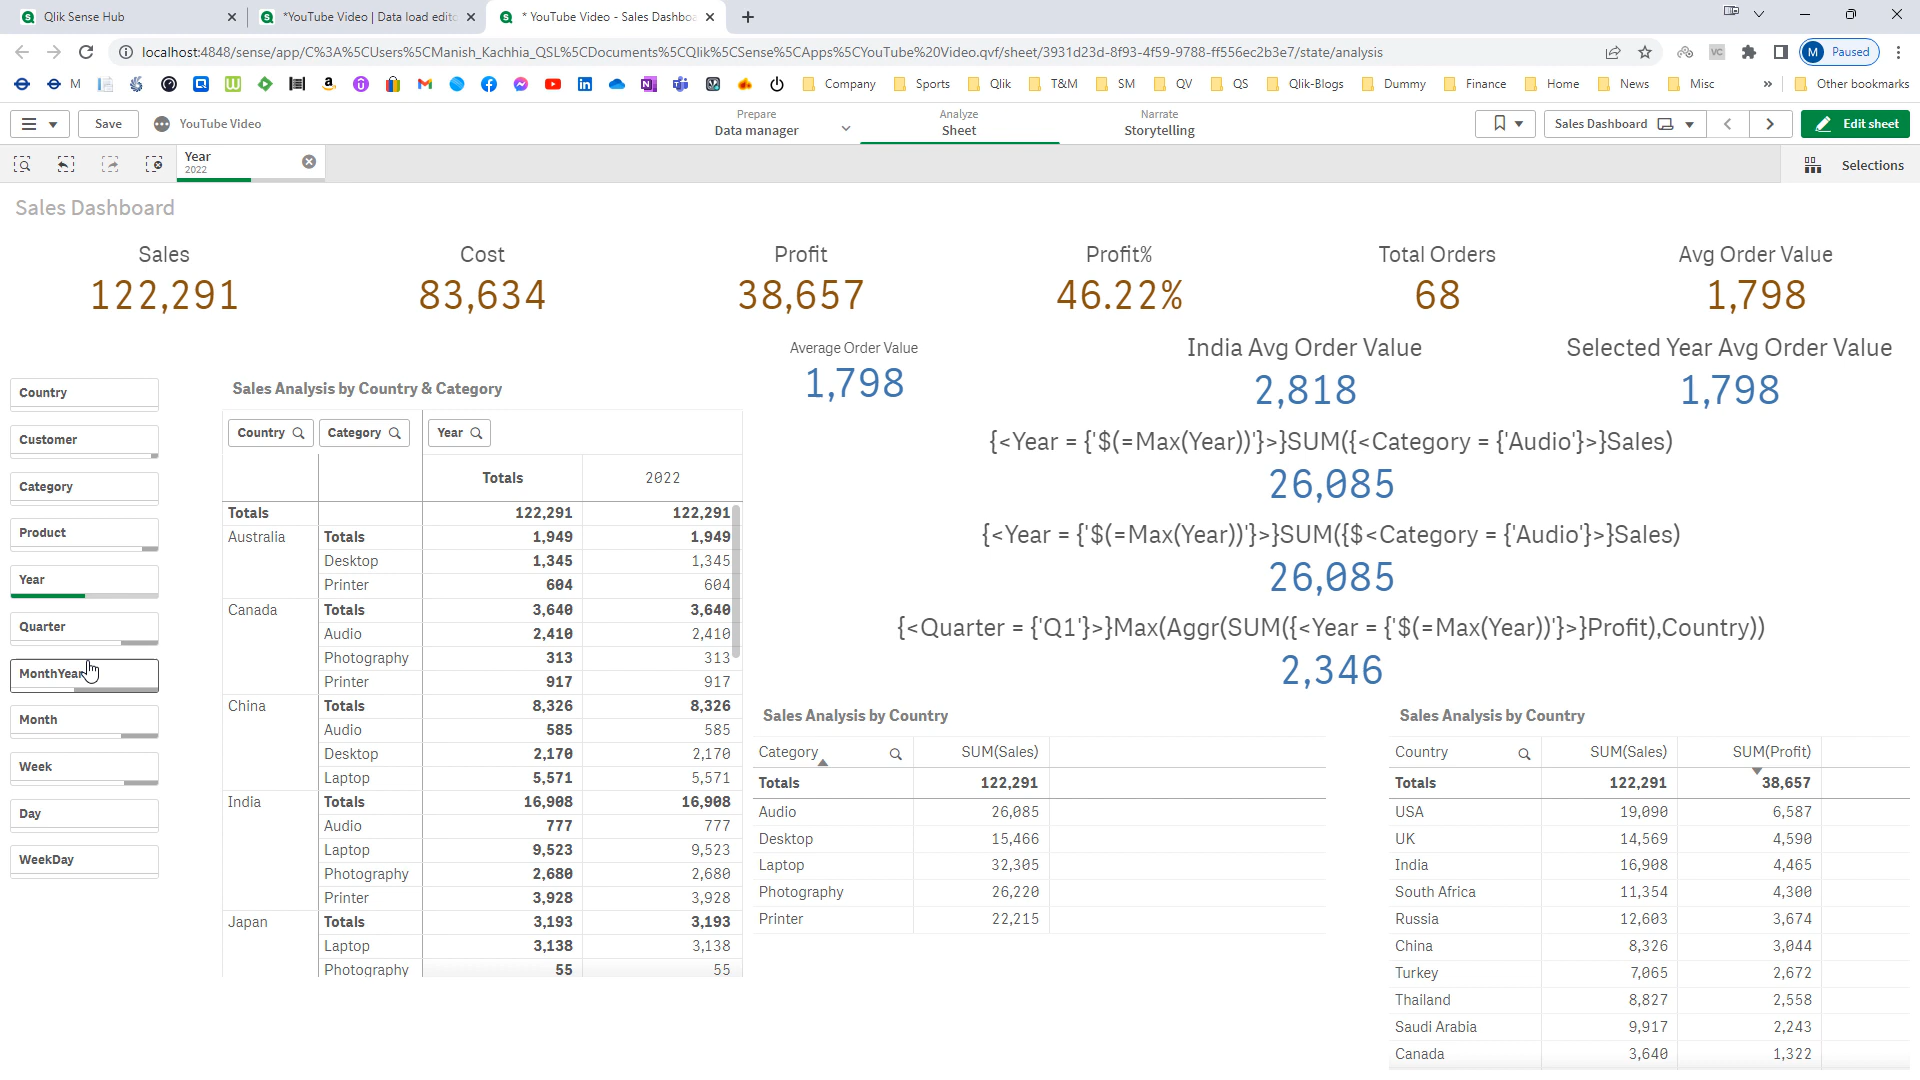 Qlik Sense Hub
*YouTube Video | Data load edit
* YouTube Video - Sales Dashboa
localhost:4848/sense/app/C%3A%5CUsers%5CManish_Kachhia_QSL%5CDocuments%5CQlik%5CSense%5CApps%5CYouTube%20Video.qvf/sheet/3931d23d-8f93-4f59-9788-ff556ec2b3e7/state/analysis
M Paused
M Company Sports Qlik T&M SM QV QS Qlik-Blogs Dummy Finance Home News Misc » Other bookmarks
Save
YouTube Video
Prepare
Data manager
Analyze
Sheet
Narrate
Storytelling
Sales Dashboard
Edit sheet
Year
2022
Selections
Sales Dashboard
Sales
122,291
Cost
83,634
Profit
38,657
Profit%
46.22%
Total Orders
68
Avg Order Value
1,798
Average Order Value
1,798
India Avg Order Value
2,818
Selected Year Avg Order Value
1,798
{<Year = {'$(=Max(Year))'}>}SUM({<Category = {'Audio'}>}Sales)
26,085
{<Year = {'$(=Max(Year))'}>}SUM({$<Category = {'Audio'}>}Sales)
26,085
{<Quarter = {'Q1'}>}Max(Aggr(SUM({<Year = {'$(=Max(Year))'}>}Profit),Country))
2,346
Country
Customer
Category
Product
Year
Quarter
MonthYear
Month
Week
Day
WeekDay
Sales Analysis by Country & Category
Country Category Year
Totals 2022
Totals 122,291 122,291
Australia Totals 1,949 1,949
Desktop 1,345 1,345
Printer 604 604
Canada Totals 3,640 3,640
Audio 2,410 2,410
Photography 313 313
Printer 917 917
China Totals 8,326 8,326
Audio 585 585
Desktop 2,170 2,170
Laptop 5,571 5,571
India Totals 16,908 16,908
Audio 777 777
Laptop 9,523 9,523
Photography 2,680 2,680
Printer 3,928 3,928
Japan Totals 3,193 3,193
Laptop 3,138 3,138
Photography 55 55
Sales Analysis by Country
Category SUM(Sales)
Totals 122,291
Audio 26,085
Desktop 15,466
Laptop 32,305
Photography 26,220
Printer 22,215
Sales Analysis by Country
Country SUM(Sales) SUM(Profit)
Totals 122,291 38,657
USA 19,090 6,587
UK 14,569 4,590
India 16,908 4,465
South Africa 11,354 4,300
Russia 12,603 3,674
China 8,326 3,044
Turkey 7,065 2,672
Thailand 8,827 2,558
Saudi Arabia 9,917 2,243
Canada 3,640 1,322